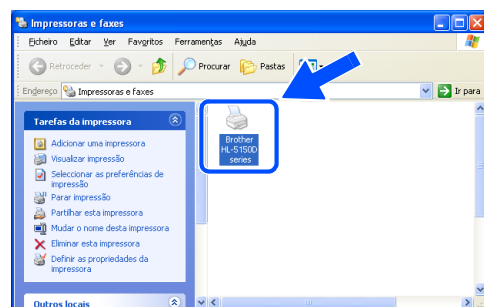 Impressoras e faxes
Ficheiro Editar Ver Favoritos Ferramentas Ajuda
Retroceder Procurar Pastas
Endereço Impressoras e faxes Ir para
Tarefas da impressora
Adicionar uma impressora
Visualizar impressão
Seleccionar as preferências de
impressão
Parar impressão
Partilhar esta impressora
Mudar o nome desta impressora
Eliminar esta impressora
Definir as propriedades da
impressora
Outros locais
Brother
HL-5150D
series